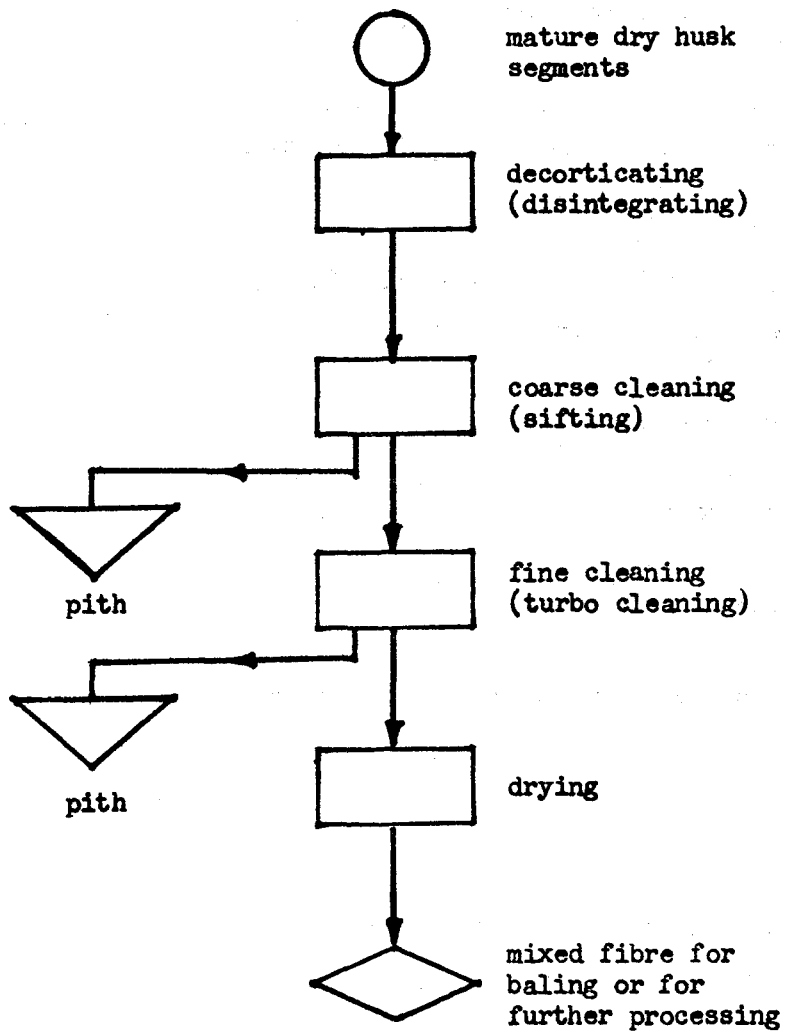 mature dry husk
segments
decorticating
(disintegrating)
coarse cleaning
(sifting)
pith
fine cleaning
(turbo cleaning)
pith
drying
mixed fibre for
baling or for
further processing